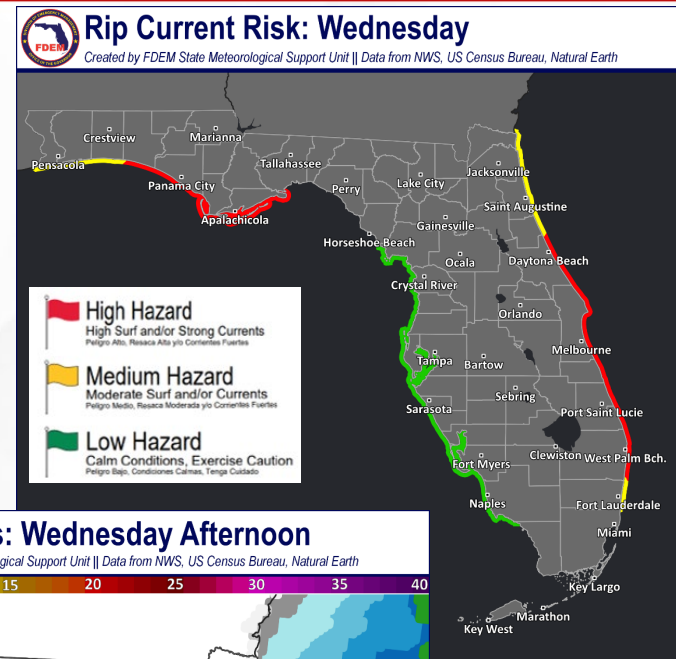 FDEM
Rip Current Risk: Wednesday
Created by FDEM State Meteorological Support Unit || Data from NWS, US Census Bureau, Natural Earth
Crestview
Marianna
Pensacola
Tallahassee
Jacksonville
Panama City
Perry
Lake City
Saint Augustine
Apalachicola
Gainesville
Horseshoe Beach
Ocala
Daytona Beach
Crystal River
Orlando
High Hazard
High Surf and/or Strong Currents
Peligro Alto, Resaca Alta y/o Corrientes Fuertes
Medium Hazard
Moderate Surf and/or Currents
Peligro Medio, Resaca Moderada y/o Corrientes Fuertes
Low Hazard
Calm Conditions, Exercise Caution
Peligro Bajo, Condiciones Calmas, Tenga Cuidado
Melbourne
Tampa
Bartow
Sebring
Sarasota
Port Saint Lucie
Clewiston
West Palm Bch.
Fort Myers
Naples
Fort Lauderdale
Miami
Key Largo
Marathon
Key West
s: Wednesday Afternoon
gical Support Unit || Data from NWS, US Census Bureau, Natural Earth
15 20 25 30 35 40